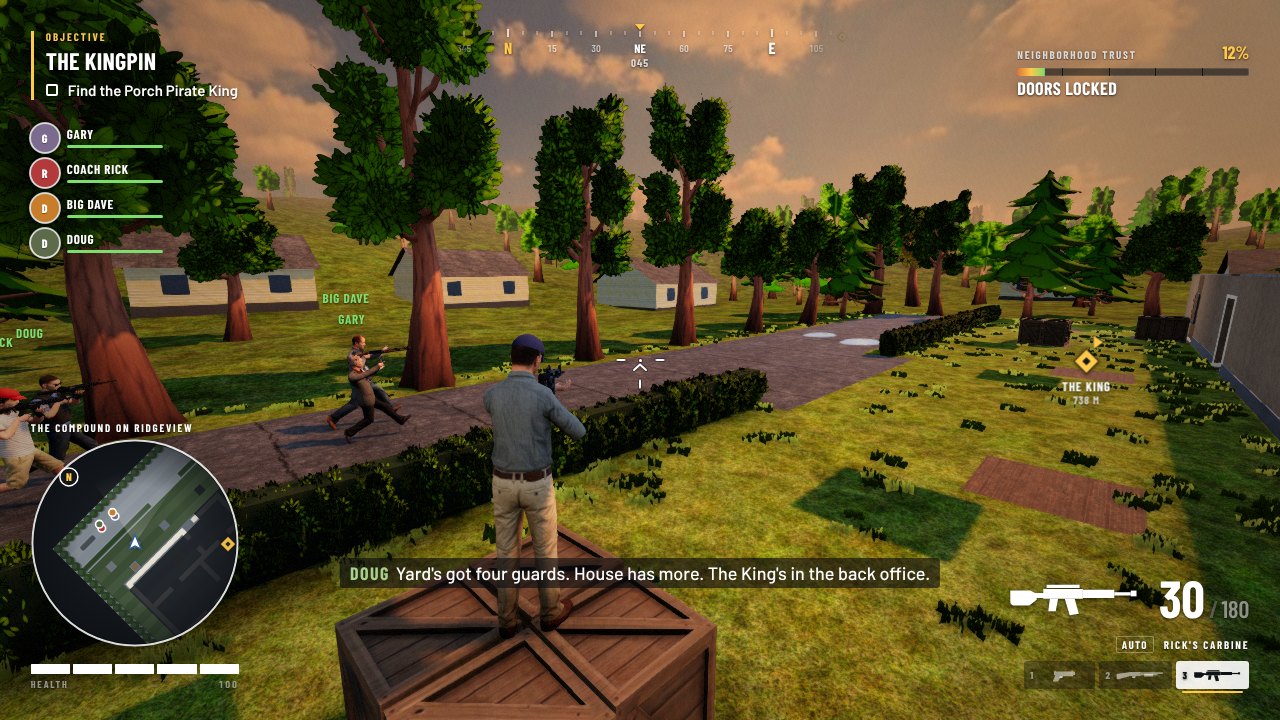 OBJECTIVE
THE KINGPIN
Find the Porch Pirate King
G GARY
R COACH RICK
D BIG DAVE
D DOUG
345 N 15 30 NE 60 75 E 105
045
NEIGHBORHOOD TRUST 12%
DOORS LOCKED
BIG DAVE
GARY
DOUG
CK
THE KING
738 M
THE COMPOUND ON RIDGEVIEW
N
DOUG Yard's got four guards. House has more. The King's in the back office.
30 / 180
AUTO RICK'S CARBINE
1 2 3
HEALTH 100